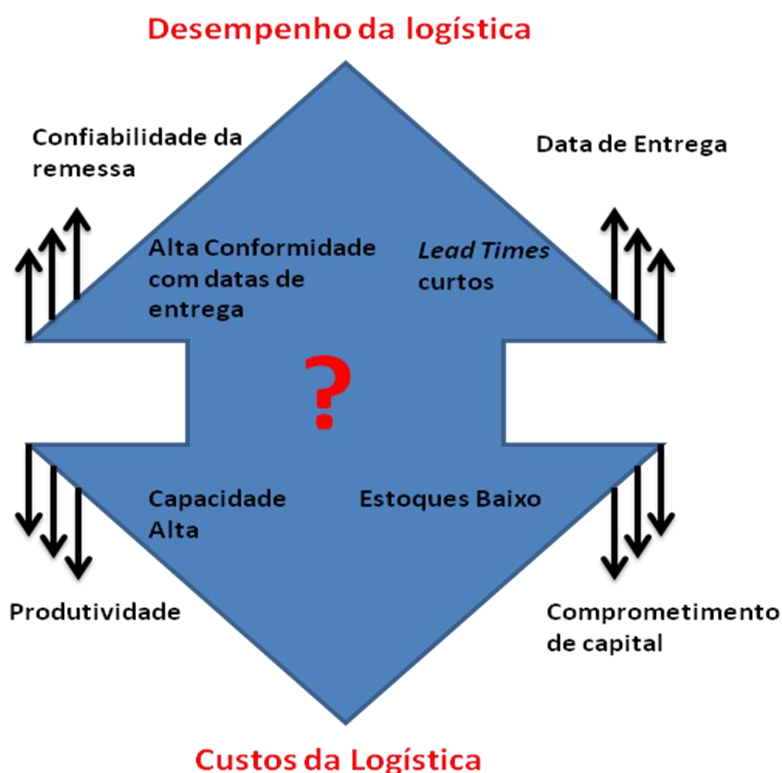 Desempenho da logística
Confiabilidade da
remessa
Data de Entrega
Alta Conformidade
com datas de
entrega
Lead Times
curtos
?
Capacidade
Alta
Estoques Baixo
Produtividade
Comprometimento
de capital
Custos da Logística